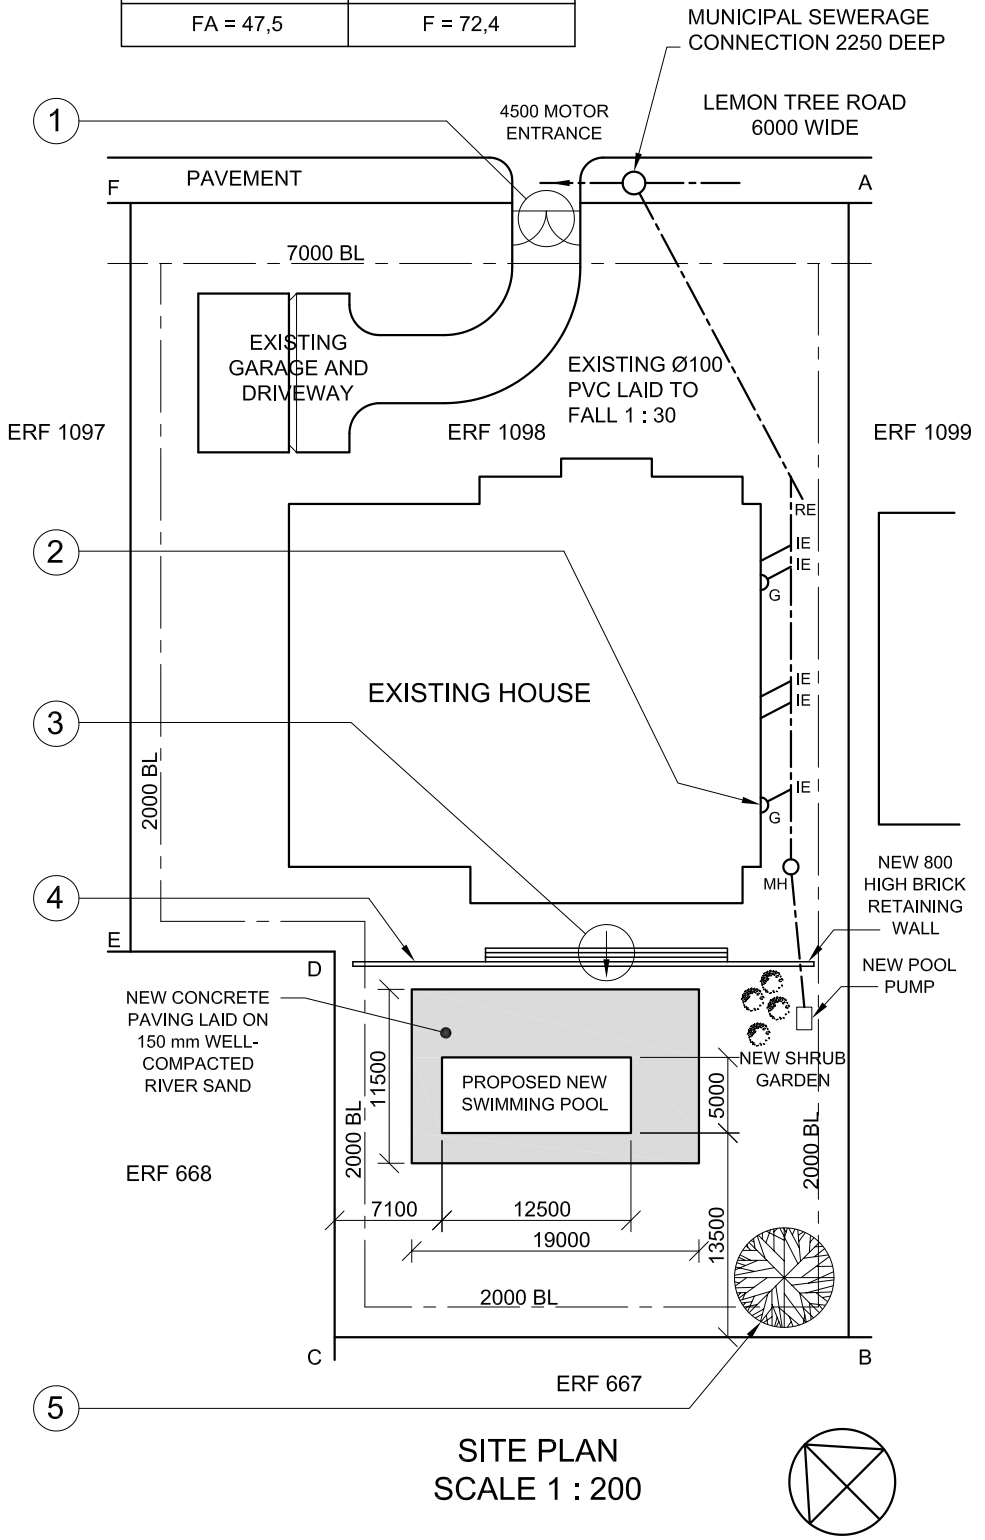 FA = 47,5
F = 72,4
MUNICIPAL SEWERAGE
CONNECTION 2250 DEEP
1
4500 MOTOR
ENTRANCE
LEMON TREE ROAD
6000 WIDE
F
PAVEMENT
A
7000 BL
EXISTING
GARAGE AND
DRIVEWAY
EXISTING Ø100
PVC LAID TO
FALL 1 : 30
ERF 1097
ERF 1098
ERF 1099
RE
2
IE
IE
G
EXISTING HOUSE
IE
IE
3
2000 BL
IE
G
MH
4
NEW 800
HIGH BRICK
RETAINING
WALL
E
D
NEW POOL
PUMP
NEW CONCRETE
PAVING LAID ON
150 mm WELL-
COMPACTED
RIVER SAND
11500
PROPOSED NEW
SWIMMING POOL
5000
NEW SHRUB
GARDEN
2000 BL
2000 BL
ERF 668
7100
12500
19000
13500
2000 BL
C
B
ERF 667
5
SITE PLAN
SCALE 1 : 200